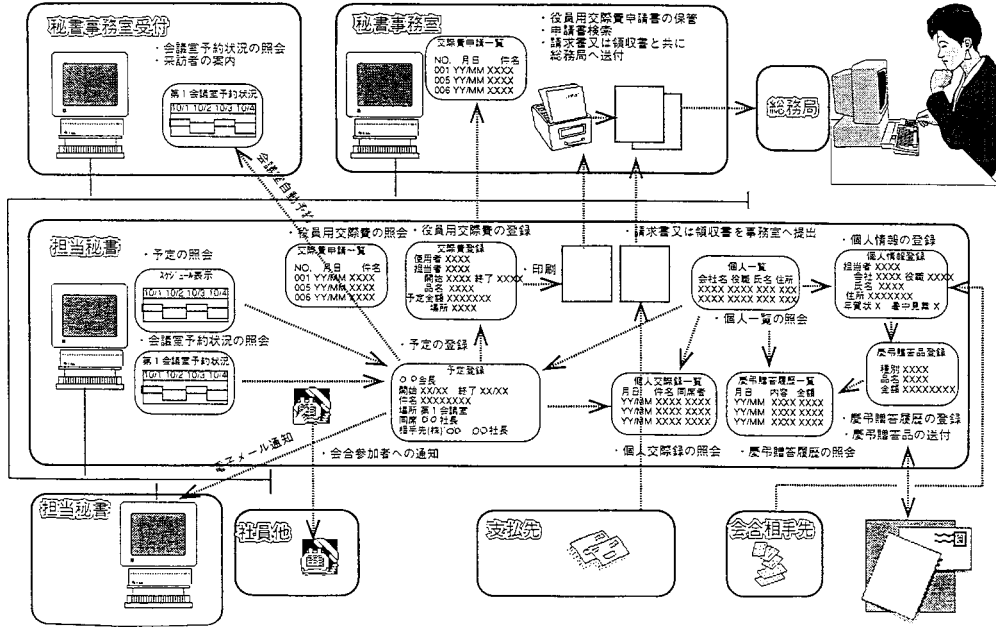 秘書事務室受付
・会議室予約状況の照会
・来訪者の案内
第1会議室予約状況
10/1 10/2 10/3 10/4
秘書事務室
交際費申請一覧
NO. 月日 件名
001 YY/MM XXXX
005 YY/MM XXXX
006 YY/MM XXXX
・役員用交際費申請書の保管
・申請書検索
・請求書又は領収書と共に
総務局へ送付
総務局
会議室自動予約
担当秘書
・予定の照会
スケジュール表示
10/1 10/2 10/3 10/4
・会議室予約状況の照会
第1会議室予約状況
10/1 10/2 10/3 10/4
・役員用交際費の照会
交際費申請一覧
NO. 月日 件名
001 YY/MM XXXX
005 YY/MM XXXX
006 YY/MM XXXX
・役員用交際費の登録
交際費登録
使用者 XXXX
担当者 XXXX
開始 XXXX 終了 XXXX
品名 XXXX
予定金額 XXXXXXX
場所 XXXX
・印刷
・請求書又は領収書を事務室へ提出
個人一覧
会社名 役職 氏名 住所
XXXX XXX XXX XXX
XXXX XXXX XXX XXX
・個人一覧の照会
・個人情報の登録
個人情報登録
担当者 XXXX
会社 XXXX 役職 XXXX
氏名 XXXX
住所 XXXXXXX
年賀状 X 暑中見舞 X
・予定の登録
予定登録
〇〇会長
開始 XX/XX 終了 XX/XX
件名 XXXXXXXX
場所 第1会議室
同席 〇〇社長
相手先(株)〇〇 〇〇社長
個人交際録一覧
月日 件名 同席者
YY/MM XXXX XXXX
YY/MM XXXX XXXX
YY/MM XXXX XXXX
慶弔贈答履歴一覧
月日 内容 金額
YY/MM XXXX XXXX
YY/MM XXXX XXXX
YY/MM XXXX XXXX
慶弔贈答品登録
種別 XXXX
品名 XXXX
金額 XXXXXXXX
・慶弔贈答履歴の登録
・慶弔贈答品の送付
電子メール通知
・会合参加者への通知
・個人交際録の照会
・慶弔贈答履歴の照会
担当秘書
社員他
支払先
会合相手先